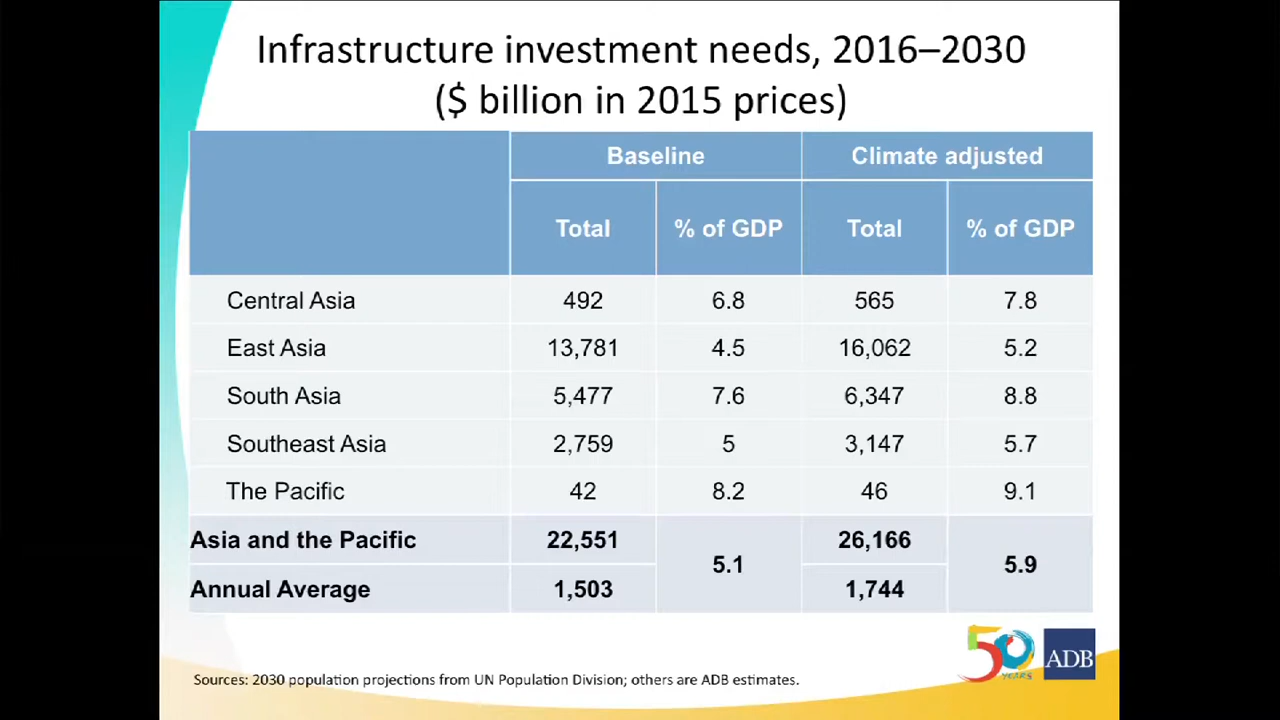 Infrastructure investment needs, 2016–2030
($ billion in 2015 prices)
Baseline Climate adjusted
Total % of GDP Total % of GDP
Central Asia 492 6.8 565 7.8
East Asia 13,781 4.5 16,062 5.2
South Asia 5,477 7.6 6,347 8.8
Southeast Asia 2,759 5 3,147 5.7
The Pacific 42 8.2 46 9.1
Asia and the Pacific 22,551 5.1 26,166 5.9
Annual Average 1,503 1,744
50 YEARS ADB
Sources: 2030 population projections from UN Population Division; others are ADB estimates.